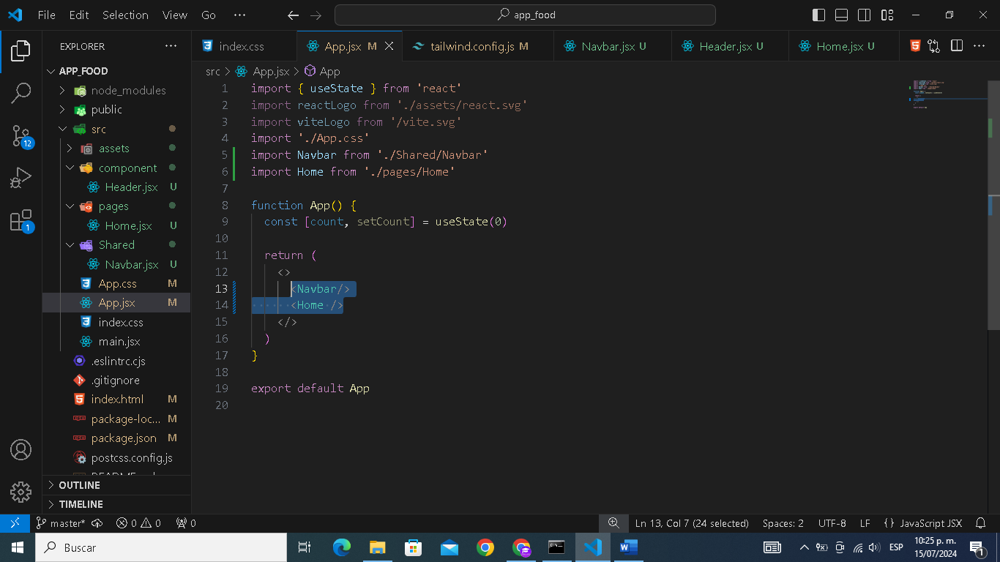 File Edit Selection View Go ··· app_food
EXPLORER ···
APP_FOOD
node_modules
public
src
assets
component
Header.jsx U
pages
Home.jsx U
Shared
Navbar.jsx U
App.css M
App.jsx M
index.css
main.jsx
.eslintrc.cjs
.gitignore
index.html M
package-loc... M
package.json M
postcss.config.js
OUTLINE
TIMELINE
12
1
index.css App.jsx M tailwind.config.js M Navbar.jsx U Header.jsx U Home.jsx U ···
src > App.jsx > App
1 import { useState } from 'react'
2 import reactLogo from './assets/react.svg'
3 import viteLogo from '/vite.svg'
4 import './App.css'
5 import Navbar from './Shared/Navbar'
6 import Home from './pages/Home'
7
8 function App() {
9 const [count, setCount] = useState(0)
10
11 return (
12 <>
13 <Navbar/>
14 <Home />
15 </>
16 )
17 }
18
19 export default App
20
master* 0 0 0 Ln 13, Col 7 (24 selected) Spaces: 2 UTF-8 LF {} JavaScript JSX
Buscar ESP 10:25 p. m.
15/07/2024 1